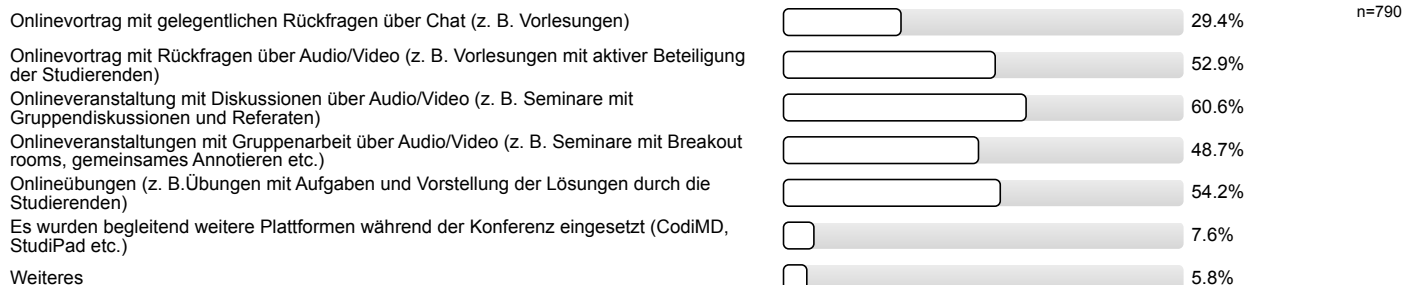 Onlinevortrag mit gelegentlichen Rückfragen über Chat (z. B. Vorlesungen) 29.4% n=790
Onlinevortrag mit Rückfragen über Audio/Video (z. B. Vorlesungen mit aktiver Beteiligung
der Studierenden) 52.9%
Onlineveranstaltung mit Diskussionen über Audio/Video (z. B. Seminare mit
Gruppendiskussionen und Referaten) 60.6%
Onlineveranstaltungen mit Gruppenarbeit über Audio/Video (z. B. Seminare mit Breakout
rooms, gemeinsames Annotieren etc.) 48.7%
Onlineübungen (z. B.Übungen mit Aufgaben und Vorstellung der Lösungen durch die
Studierenden) 54.2%
Es wurden begleitend weitere Plattformen während der Konferenz eingesetzt (CodiMD,
StudiPad etc.) 7.6%
Weiteres 5.8%